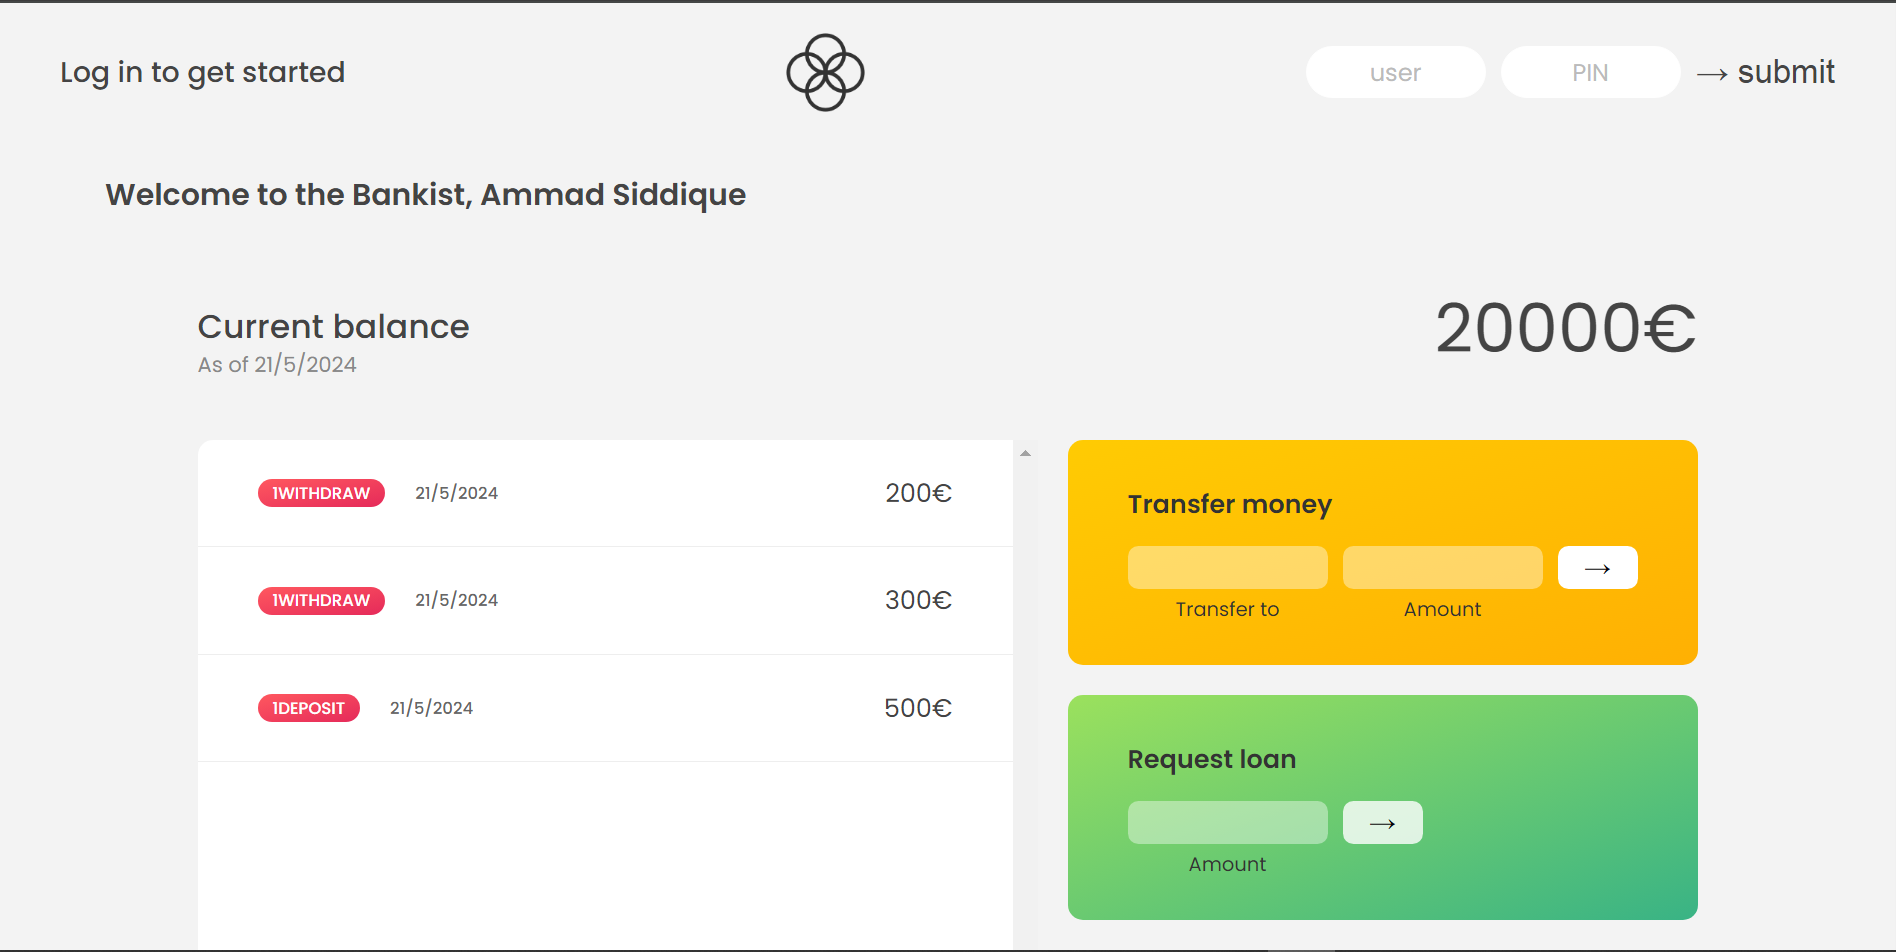 Log in to get started
user
PIN
→ submit
Welcome to the Bankist, Ammad Siddique
Current balance
20000€
As of 21/5/2024
1WITHDRAW 21/5/2024 200€
1WITHDRAW 21/5/2024 300€
1DEPOSIT 21/5/2024 500€
Transfer money
→
Transfer to Amount
Request loan
→
Amount